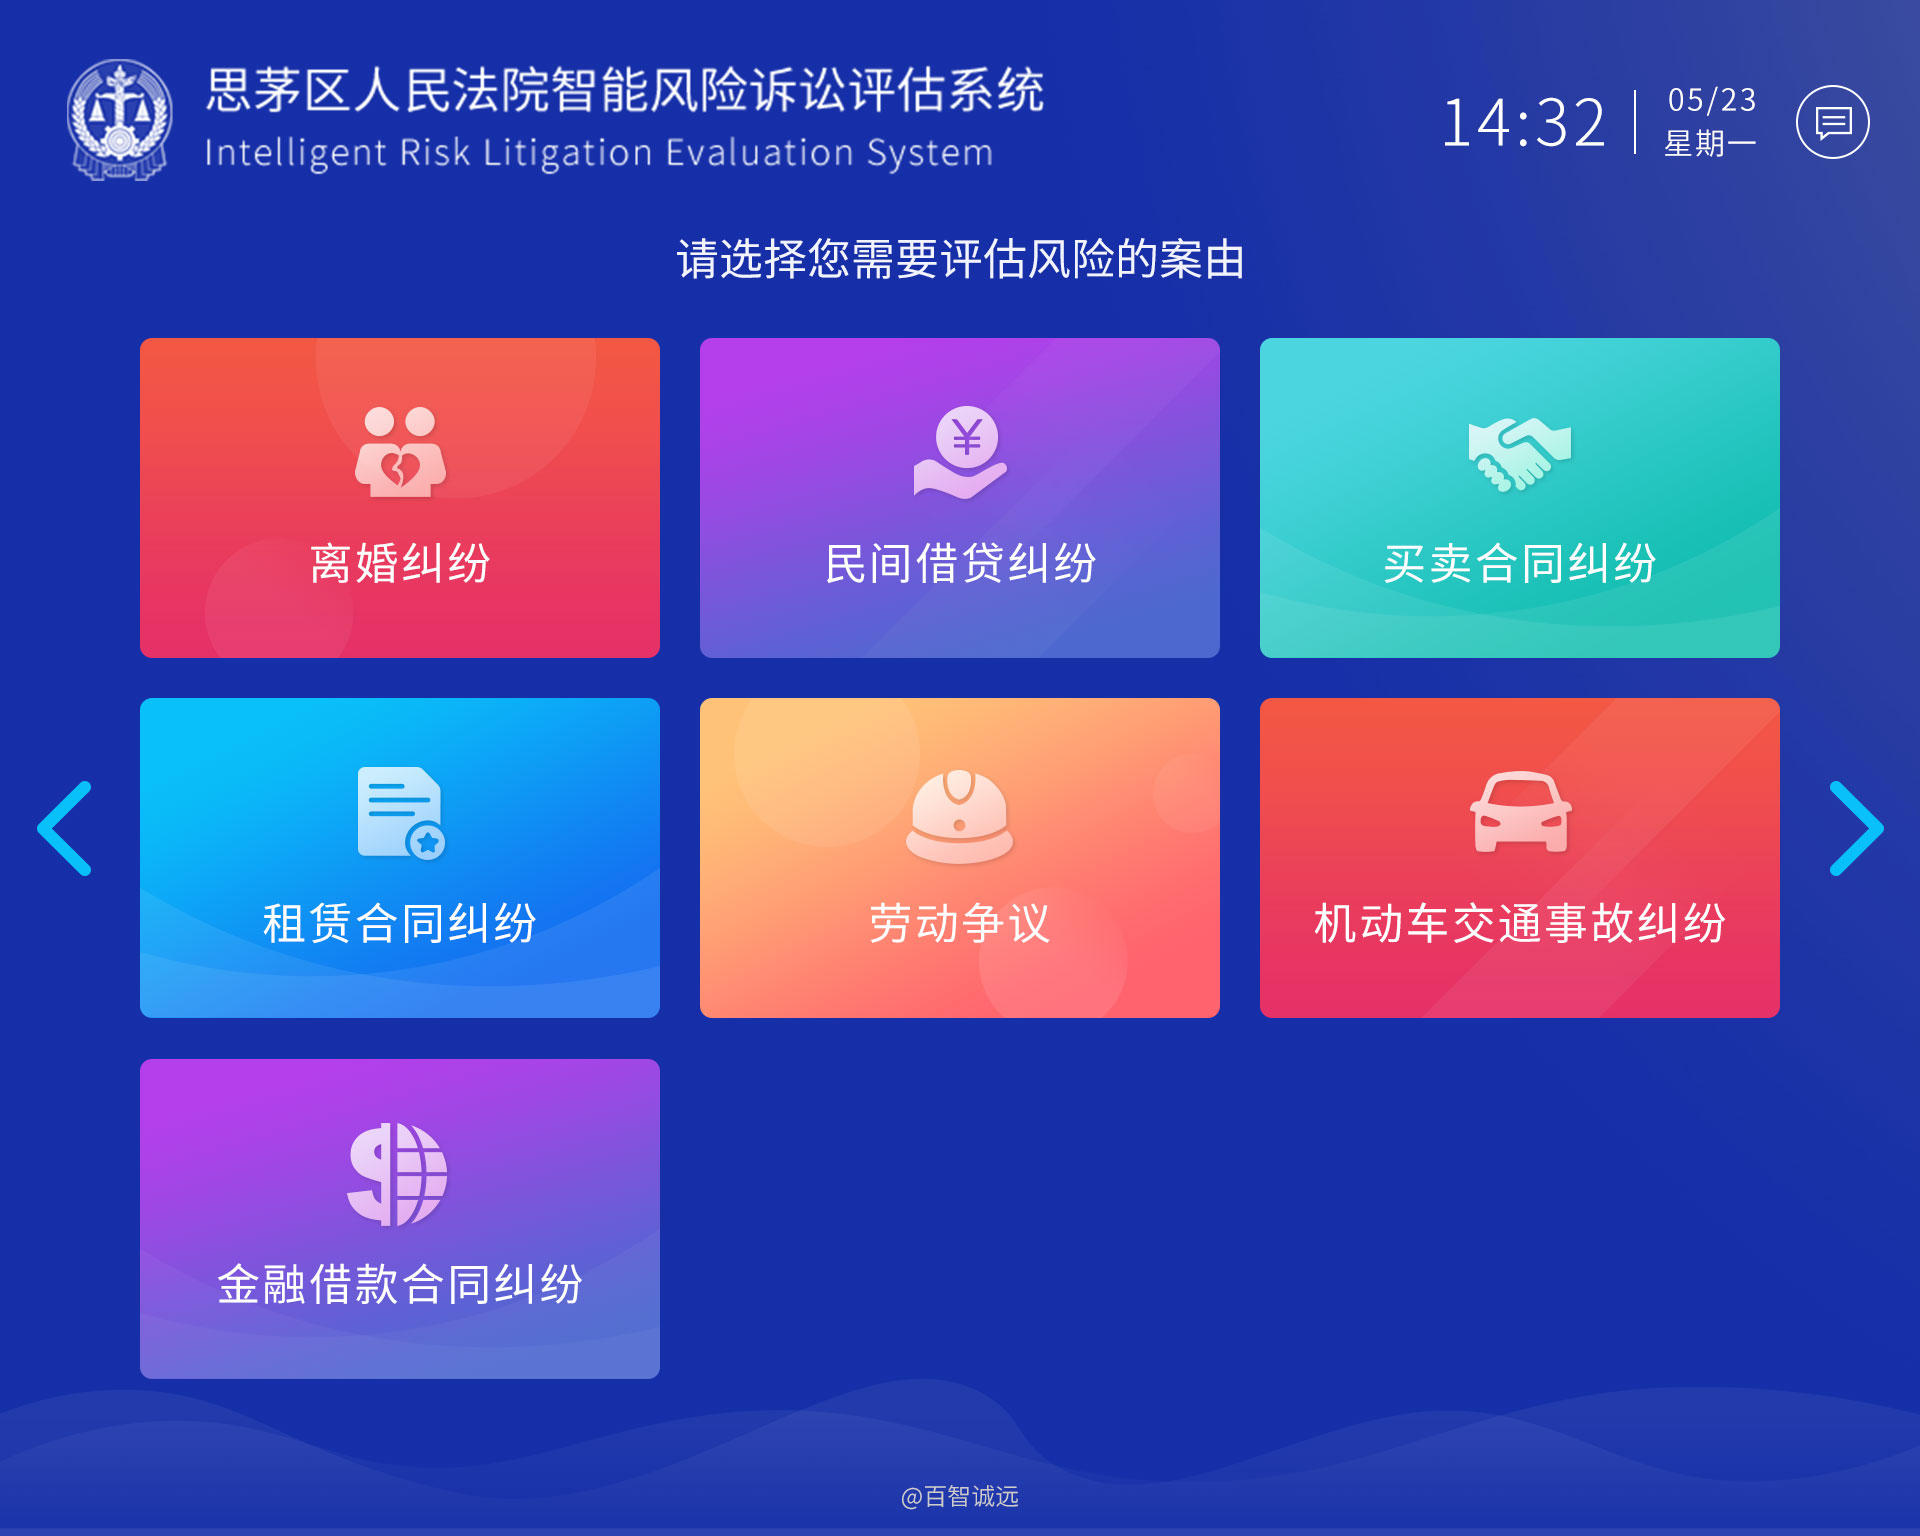 思茅区人民法院智能风险诉讼评估系统
Intelligent Risk Litigation Evaluation System
14:32
05/23
星期一
请选择您需要评估风险的案由
离婚纠纷
民间借贷纠纷
买卖合同纠纷
租赁合同纠纷
劳动争议
机动车交通事故纠纷
金融借款合同纠纷
@百智诚远